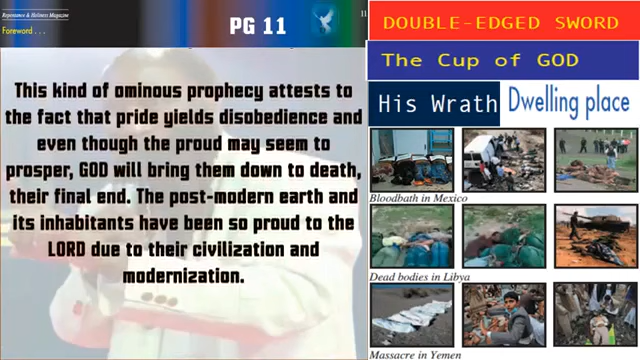 Repentance & Holiness Magazine
Foreword . . .
PG 11
11
This kind of ominous prophecy attests to
the fact that pride yields disobedience and
even though the proud may seem to
prosper, GOD will bring them down to death,
their final end. The post-modern earth and
its inhabitants have been so proud to the
LORD due to their civilization and
modernization.
DOUBLE-EDGED SWORD
The Cup of GOD
His Wrath
Dwelling place
Bloodbath in Mexico
Dead bodies in Libya
Massacre in Yemen